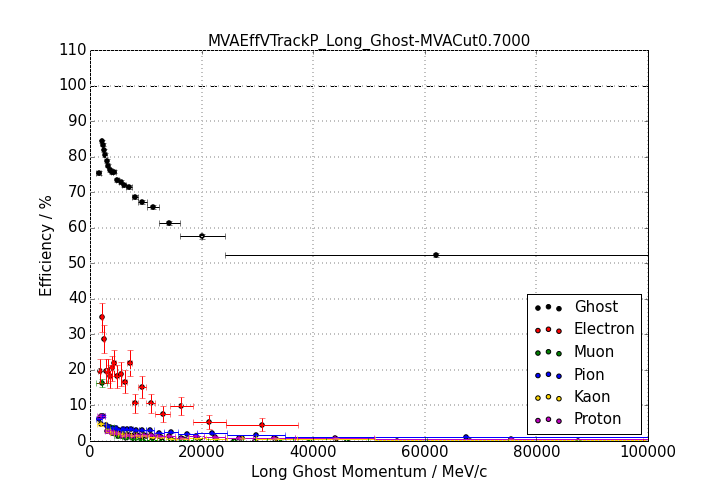 MVAEffVTrackP_Long_Ghost-MVACut0.7000
110
100
90
80
70
60
50
40
30
20
10
0
Efficiency / %
Ghost
Electron
Muon
Pion
Kaon
Proton
0 20000 40000 60000 80000 100000
Long Ghost Momentum / MeV/c